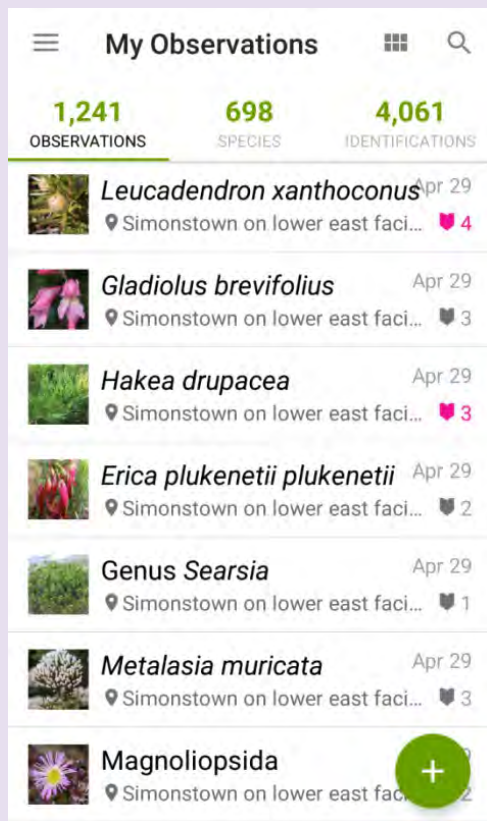 My Observations
1,241 698 4,061
OBSERVATIONS SPECIES IDENTIFICATIONS
Leucadendron xanthoconus Apr 29
Simonstown on lower east faci... 4
Gladiolus brevifolius Apr 29
Simonstown on lower east faci... 3
Hakea drupacea Apr 29
Simonstown on lower east faci... 3
Erica plukenetii plukenetii Apr 29
Simonstown on lower east faci... 2
Genus Searsia Apr 29
Simonstown on lower east faci... 1
Metalasia muricata Apr 29
Simonstown on lower east faci... 3
Magnoliopsida
Simonstown on lower east fac 2